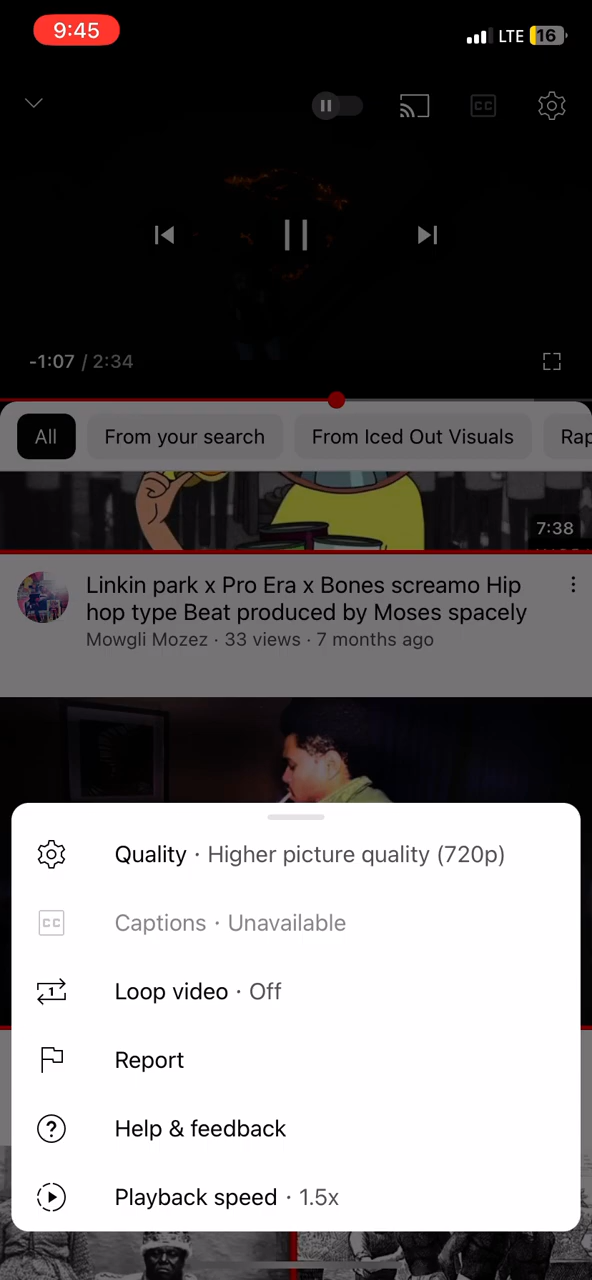 9:45
LTE 16
CC
-1:07 / 2:34
All
From your search
From Iced Out Visuals
Rap
7:38
Linkin park x Pro Era x Bones screamo Hip
hop type Beat produced by Moses spacely
Mowgli Mozez · 33 views · 7 months ago
Quality · Higher picture quality (720p)
CC Captions · Unavailable
1 Loop video · Off
Report
? Help & feedback
Playback speed · 1.5x